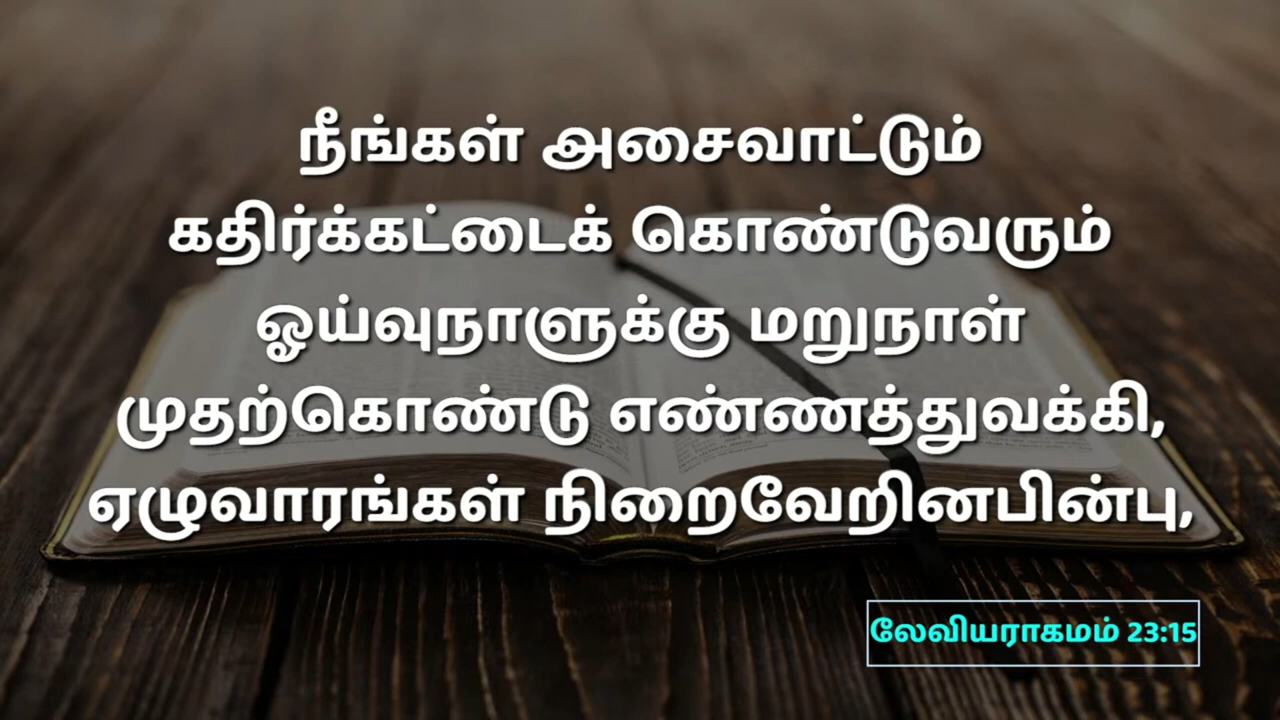 நீங்கள் அசைவாட்டும்
கதிர்க்கட்டைக் கொண்டுவரும்
ஓய்வுநாளுக்கு மறுநாள்
முதற்கொண்டு எண்ணத்துவக்கி,
ஏழுவாரங்கள் நிறைவேறினபின்பு,
லேவியராகமம் 23:15